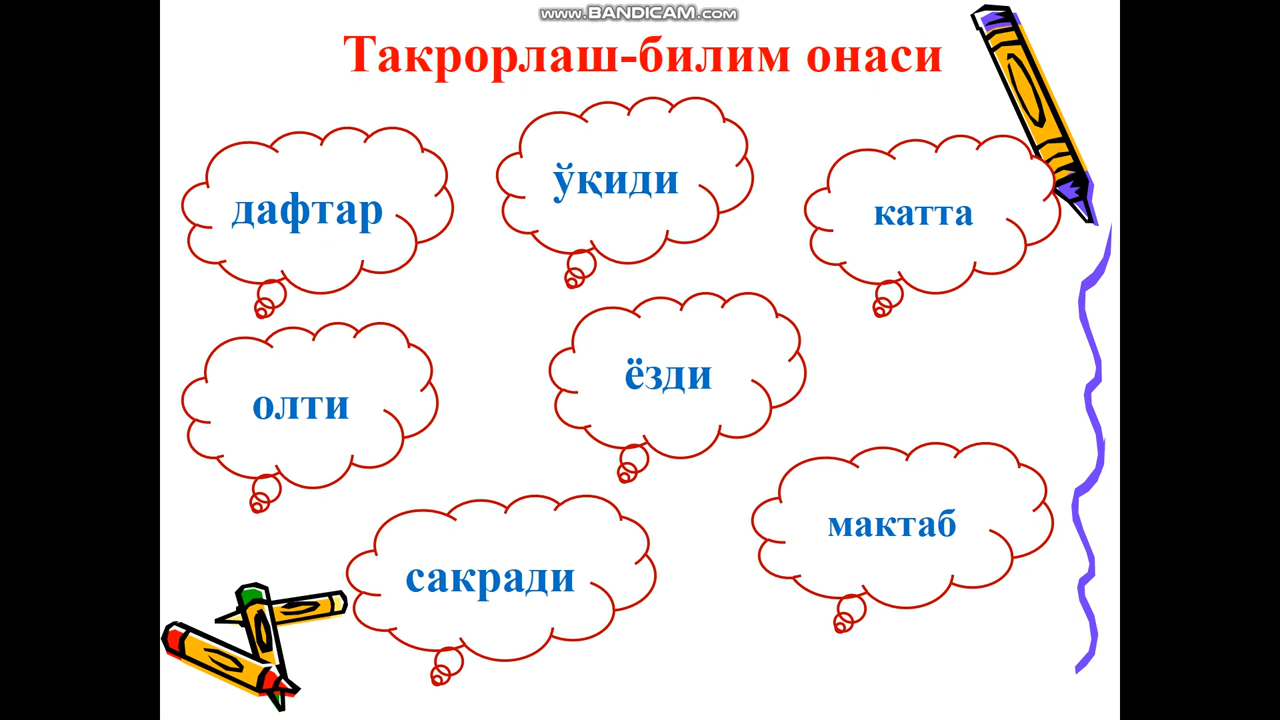 www.BANDICAM.com
Такрорлаш-билим онаси
дафтар
ўқиди
катта
олти
ёзди
сакради
мактаб